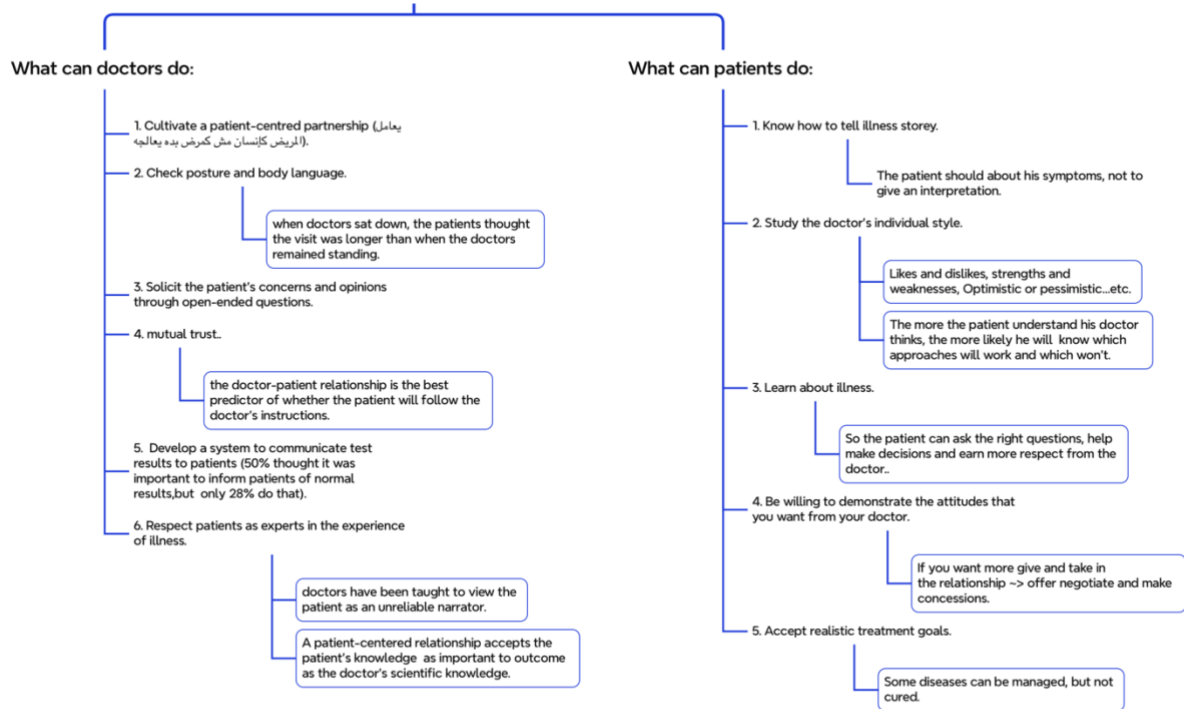 What can doctors do:
1. Cultivate a patient-centred partnership (يعامل
المريض كإنسان مش كمرض بده يعالجه).
2. Check posture and body language.
when doctors sat down, the patients thought
the visit was longer than when the doctors
remained standing.
3. Solicit the patient's concerns and opinions
through open-ended questions.
4. mutual trust..
the doctor-patient relationship is the best
predictor of whether the patient will follow the
doctor's instructions.
5. Develop a system to communicate test
results to patients (50% thought it was
important to inform patients of normal
results,but only 28% do that).
6. Respect patients as experts in the experience
of illness.
doctors have been taught to view the
patient as an unreliable narrator.
A patient-centered relationship accepts the
patient's knowledge as important to outcome
as the doctor's scientific knowledge.
What can patients do:
1. Know how to tell illness storey.
The patient should about his symptoms, not to
give an interpretation.
2. Study the doctor's individual style.
Likes and dislikes, strengths and
weaknesses, Optimistic or pessimistic...etc.
The more the patient understand his doctor
thinks, the more likely he will know which
approaches will work and which won't.
3. Learn about illness.
So the patient can ask the right questions, help
make decisions and earn more respect from the
doctor..
4. Be willing to demonstrate the attitudes that
you want from your doctor.
If you want more give and take in
the relationship ~> offer negotiate and make
concessions.
5. Accept realistic treatment goals.
Some diseases can be managed, but not
cured.